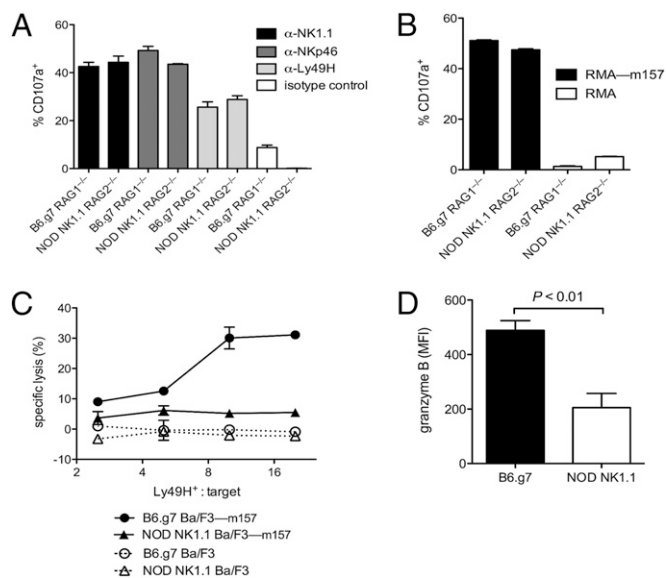 A
% CD107a⁺
60
40
20
0
α-NK1.1
α-NKp46
α-Ly49H
isotype control
B6.g7 RAG1⁻/⁻
NOD NK1.1 RAG2⁻/⁻
B6.g7 RAG1⁻/⁻
NOD NK1.1 RAG2⁻/⁻
B6.g7 RAG1⁻/⁻
NOD NK1.1 RAG2⁻/⁻
B6.g7 RAG1⁻/⁻
NOD NK1.1 RAG2⁻/⁻
B
% CD107a⁺
60
40
20
0
RMA—m157
RMA
B6.g7 RAG1⁻/⁻
NOD NK1.1 RAG2⁻/⁻
B6.g7 RAG1⁻/⁻
NOD NK1.1 RAG2⁻/⁻
C
specific lysis (%)
40
30
20
10
0
-10
2 4 8 16
Ly49H⁺: target
B6.g7 Ba/F3—m157
NOD NK1.1 Ba/F3—m157
B6.g7 Ba/F3
NOD NK1.1 Ba/F3
D
granzyme B (MFI)
600
400
200
0
P < 0.01
B6.g7
NOD NK1.1